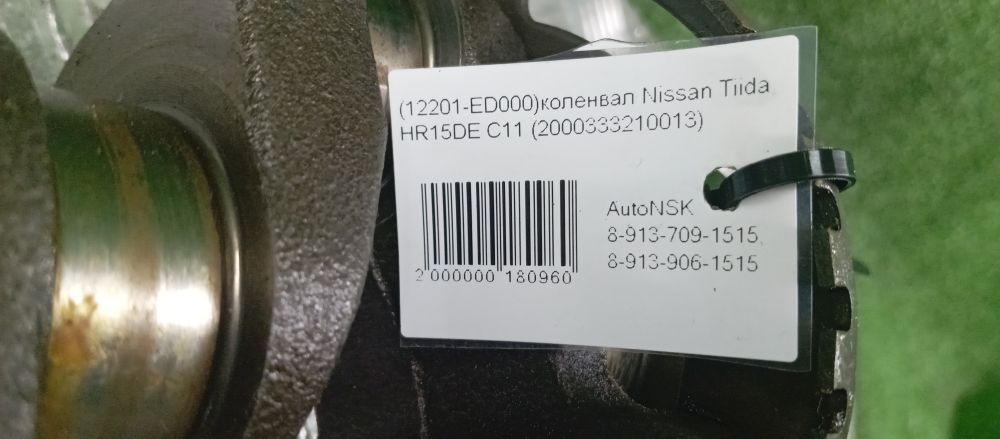 (12201-ED000)коленвал Nissan Tiida
HR15DE C11 (2000333210013)
AutoNSK
8-913-709-1515
8-913-906-1515
2 000000 180960